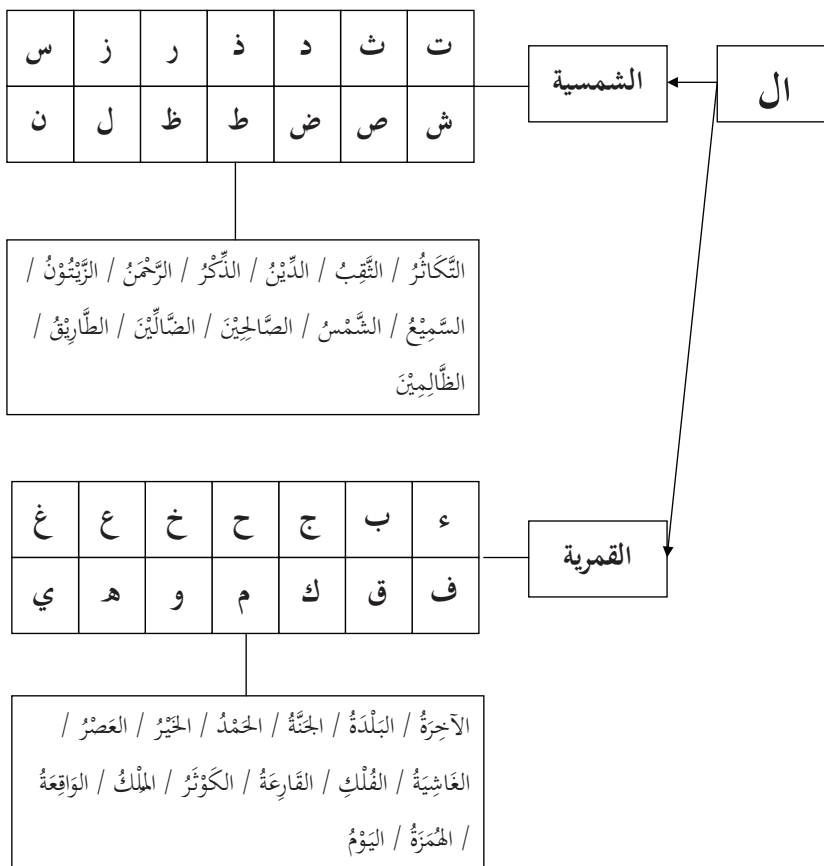 ال
الشمسية
ت ث د ذ ر ز س
ش ص ض ط ظ ل ن
التَّكَاثُرُ / الثَّقِبُ / الدِّيْنُ / الذِّكْرُ / الرَّحْمَنُ / الزَّيْتُوْنُ /
السَّمِيْعُ / الشَّمْسُ / الصَّالِحِيْنَ / الضَّالِّيْنَ / الطَّارِيْقُ /
الظَّالِمِيْنَ
القمرية
ء ب ج ح خ ع غ
ف ق ك م و ه ي
الآخِرَةُ / البَلْدَةُ / الجَنَّةُ / الحَمْدُ / الخَيْرُ / العَصْرُ /
الغَاشِيَةُ / الفُلْكِ / القَارِعَةُ / الكَوْثَرُ / المِلْكُ / الوَاقِعَةُ
/ الهُمَزَةُ / اليَوْمُ